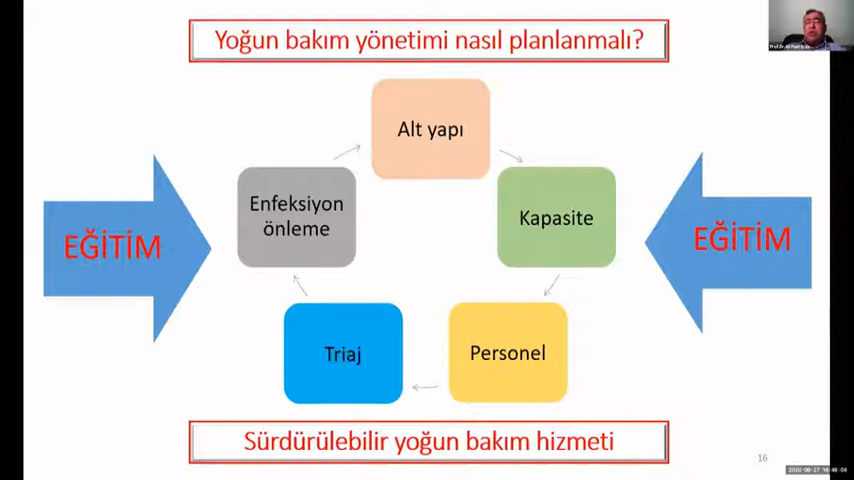 Yoğun bakım yönetimi nasıl planlanmalı?
Alt yapı
Enfeksiyon
önleme
Kapasite
EĞİTİM
EĞİTİM
Triaj
Personel
Sürdürülebilir yoğun bakım hizmeti
16